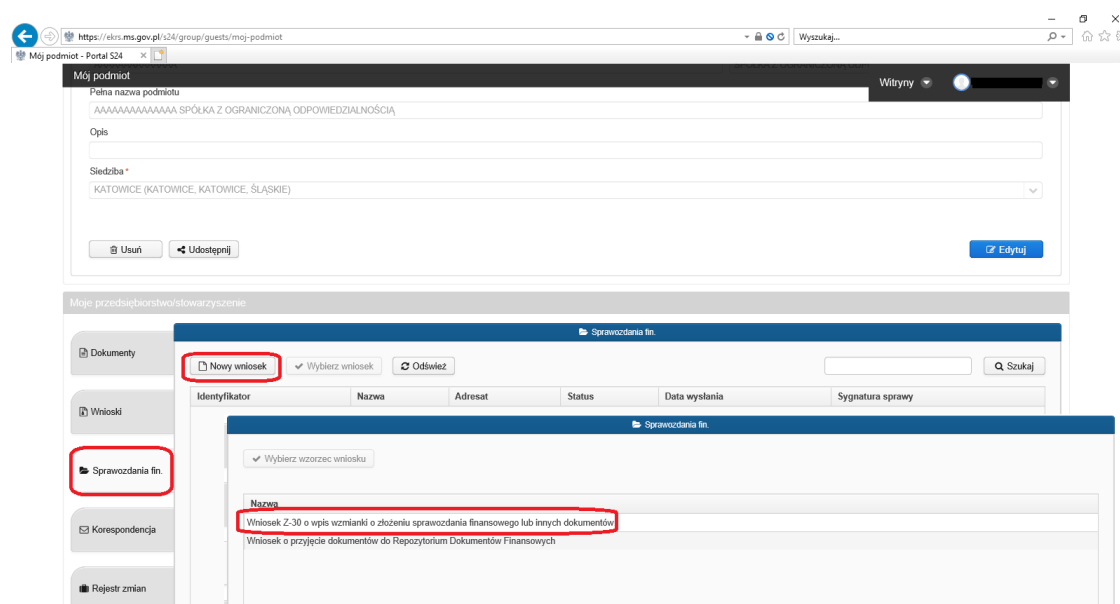 https://ekrs.ms.gov.pl/s24/group/guests/moj-podmiot
Wyszukaj...
Mój podmiot - Portal S24
Mój podmiot
Witryny
Pełna nazwa podmiotu
AAAAAAAAAAAAA SPÓŁKA Z OGRANICZONĄ ODPOWIEDZIALNOŚCIĄ
Opis
Siedziba *
KATOWICE (KATOWICE, KATOWICE, ŚLĄSKIE)
Usuń
Udostępnij
Edytuj
Moje przedsiębiorstwo/stowarzyszenie
Sprawozdania fin.
Dokumenty
Nowy wniosek
Wybierz wniosek
Odśwież
Szukaj
Identyfikator Nazwa Adresat Status Data wysłania Sygnatura sprawy
Wnioski
Sprawozdania fin.
Wybierz wzorzec wniosku
Sprawozdania fin.
Nazwa
Wniosek Z-30 o wpis wzmianki o złożeniu sprawozdania finansowego lub innych dokumentów
Korespondencja
Wniosek o przyjęcie dokumentów do Repozytorium Dokumentów Finansowych
Rejestr zmian